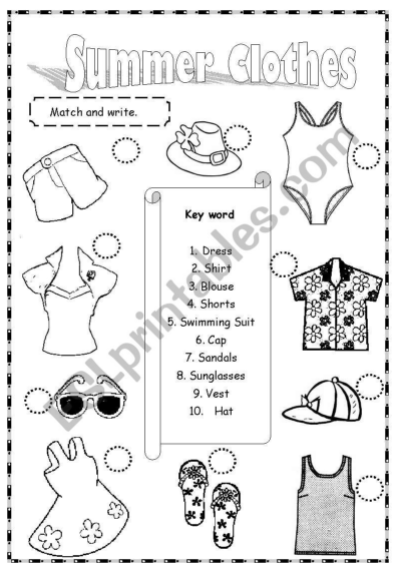 Summer Clothes
Match and write.
Key word
1. Dress
2. Shirt
3. Blouse
4. Shorts
5. Swimming Suit
6. Cap
7. Sandals
8. Sunglasses
9. Vest
10. Hat
ESLprintables.com